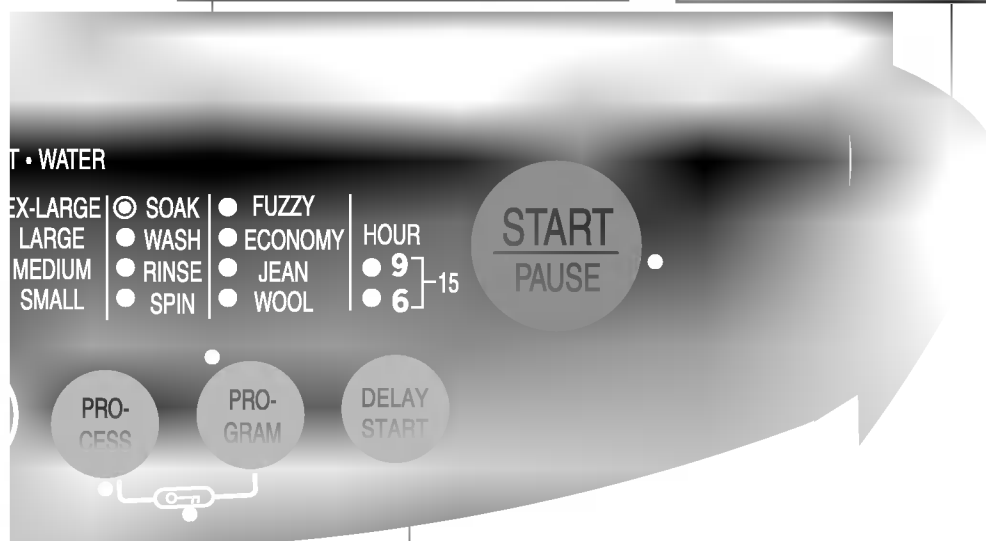 T • WATER
EX-LARGE SOAK FUZZY
LARGE WASH ECONOMY HOUR
MEDIUM RINSE JEAN 9
SMALL SPIN WOOL 6 15
START
PAUSE
PRO-
CESS
PRO-
GRAM
DELAY
START